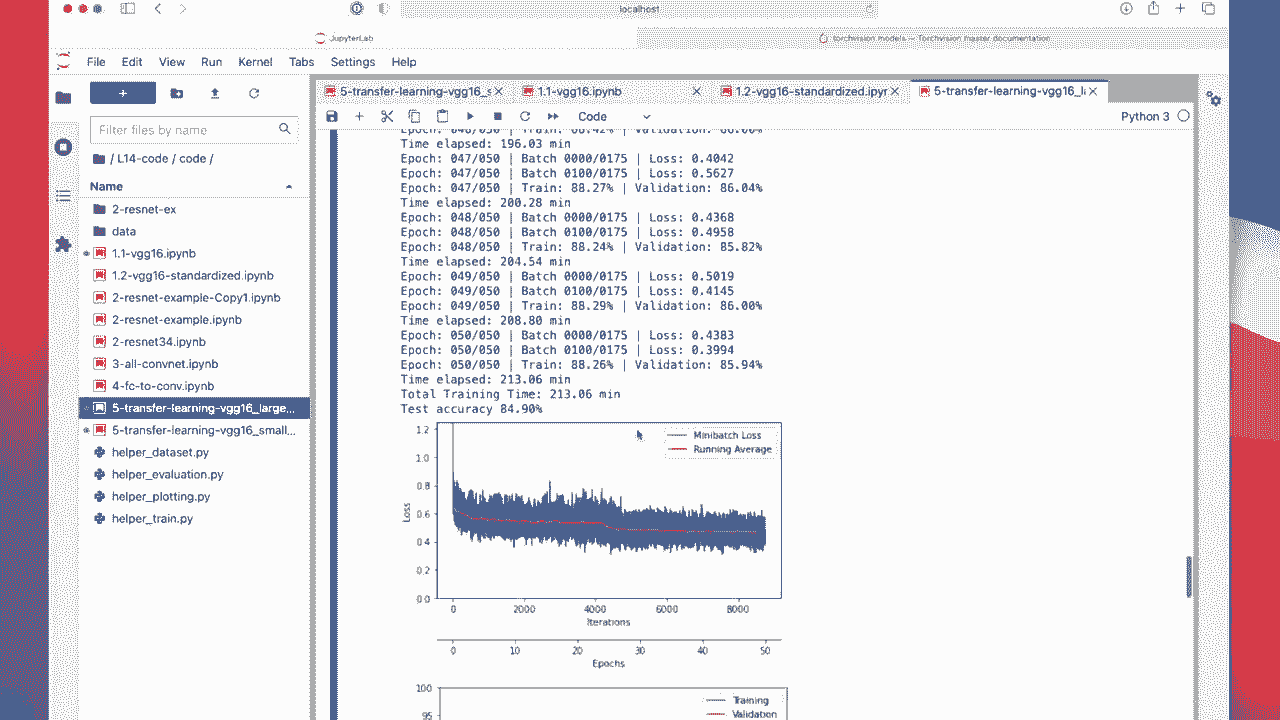 localhost
JupyterLab
torchvision.models — Torchvision master documentation
File Edit View Run Kernel Tabs Settings Help
5-transfer-learning-vgg16_s
1.1-vgg16.ipynb
1.2-vgg16-standardized.ipyr
5-transfer-learning-vgg16_la
Filter files by name
Code
Python 3
/ L14-code / code /
Name
2-resnet-ex
data
1.1-vgg16.ipynb
1.2-vgg16-standardized.ipynb
2-resnet-example-Copy1.ipynb
2-resnet-example.ipynb
2-resnet34.ipynb
3-all-convnet.ipynb
4-fc-to-conv.ipynb
5-transfer-learning-vgg16_large...
5-transfer-learning-vgg16_small...
helper_dataset.py
helper_evaluation.py
helper_plotting.py
helper_train.py
Time elapsed: 196.03 min
Epoch: 047/050 | Batch 0000/0175 | Loss: 0.4042
Epoch: 047/050 | Batch 0100/0175 | Loss: 0.5627
Epoch: 047/050 | Train: 88.27% | Validation: 86.04%
Time elapsed: 200.28 min
Epoch: 048/050 | Batch 0000/0175 | Loss: 0.4368
Epoch: 048/050 | Batch 0100/0175 | Loss: 0.4958
Epoch: 048/050 | Train: 88.24% | Validation: 85.82%
Time elapsed: 204.54 min
Epoch: 049/050 | Batch 0000/0175 | Loss: 0.5019
Epoch: 049/050 | Batch 0100/0175 | Loss: 0.4145
Epoch: 049/050 | Train: 88.29% | Validation: 86.00%
Time elapsed: 208.80 min
Epoch: 050/050 | Batch 0000/0175 | Loss: 0.4383
Epoch: 050/050 | Batch 0100/0175 | Loss: 0.3994
Epoch: 050/050 | Train: 88.26% | Validation: 85.94%
Time elapsed: 213.06 min
Total Training Time: 213.06 min
Test accuracy 84.90%
Minibatch Loss
Running Average
1.2
1.0
0.8
0.6
0.4
0.2
0.0
Loss
0 2000 4000 6000 8000
Iterations
0 10 20 30 40 50
Epochs
100
95
Training
Validation